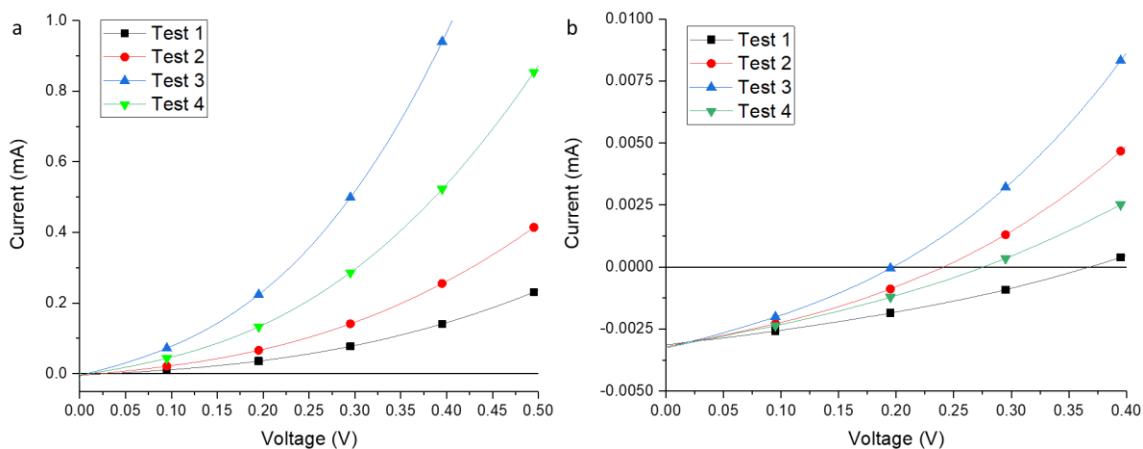 a
Test 1
Test 2
Test 3
Test 4
1.0
0.8
0.6
0.4
0.2
0.0
Current (mA)
0.00 0.05 0.10 0.15 0.20 0.25 0.30 0.35 0.40 0.45 0.50
Voltage (V)
b
Test 1
Test 2
Test 3
Test 4
0.0100
0.0075
0.0050
0.0025
0.0000
-0.0025
-0.0050
Current (mA)
0.00 0.05 0.10 0.15 0.20 0.25 0.30 0.35 0.40
Voltage (V)